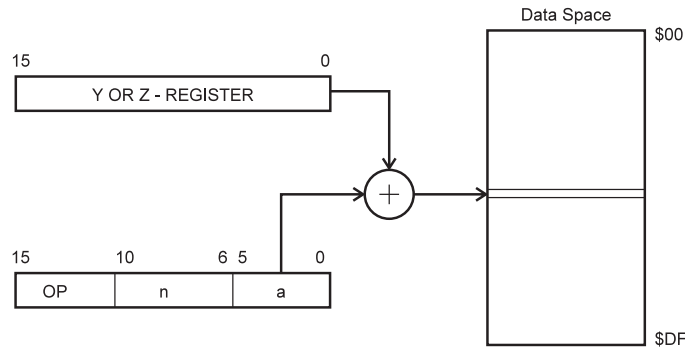 Data Space
$00
15 0
Y OR Z - REGISTER
+
15 10 6 5 0
OP n a
$DF